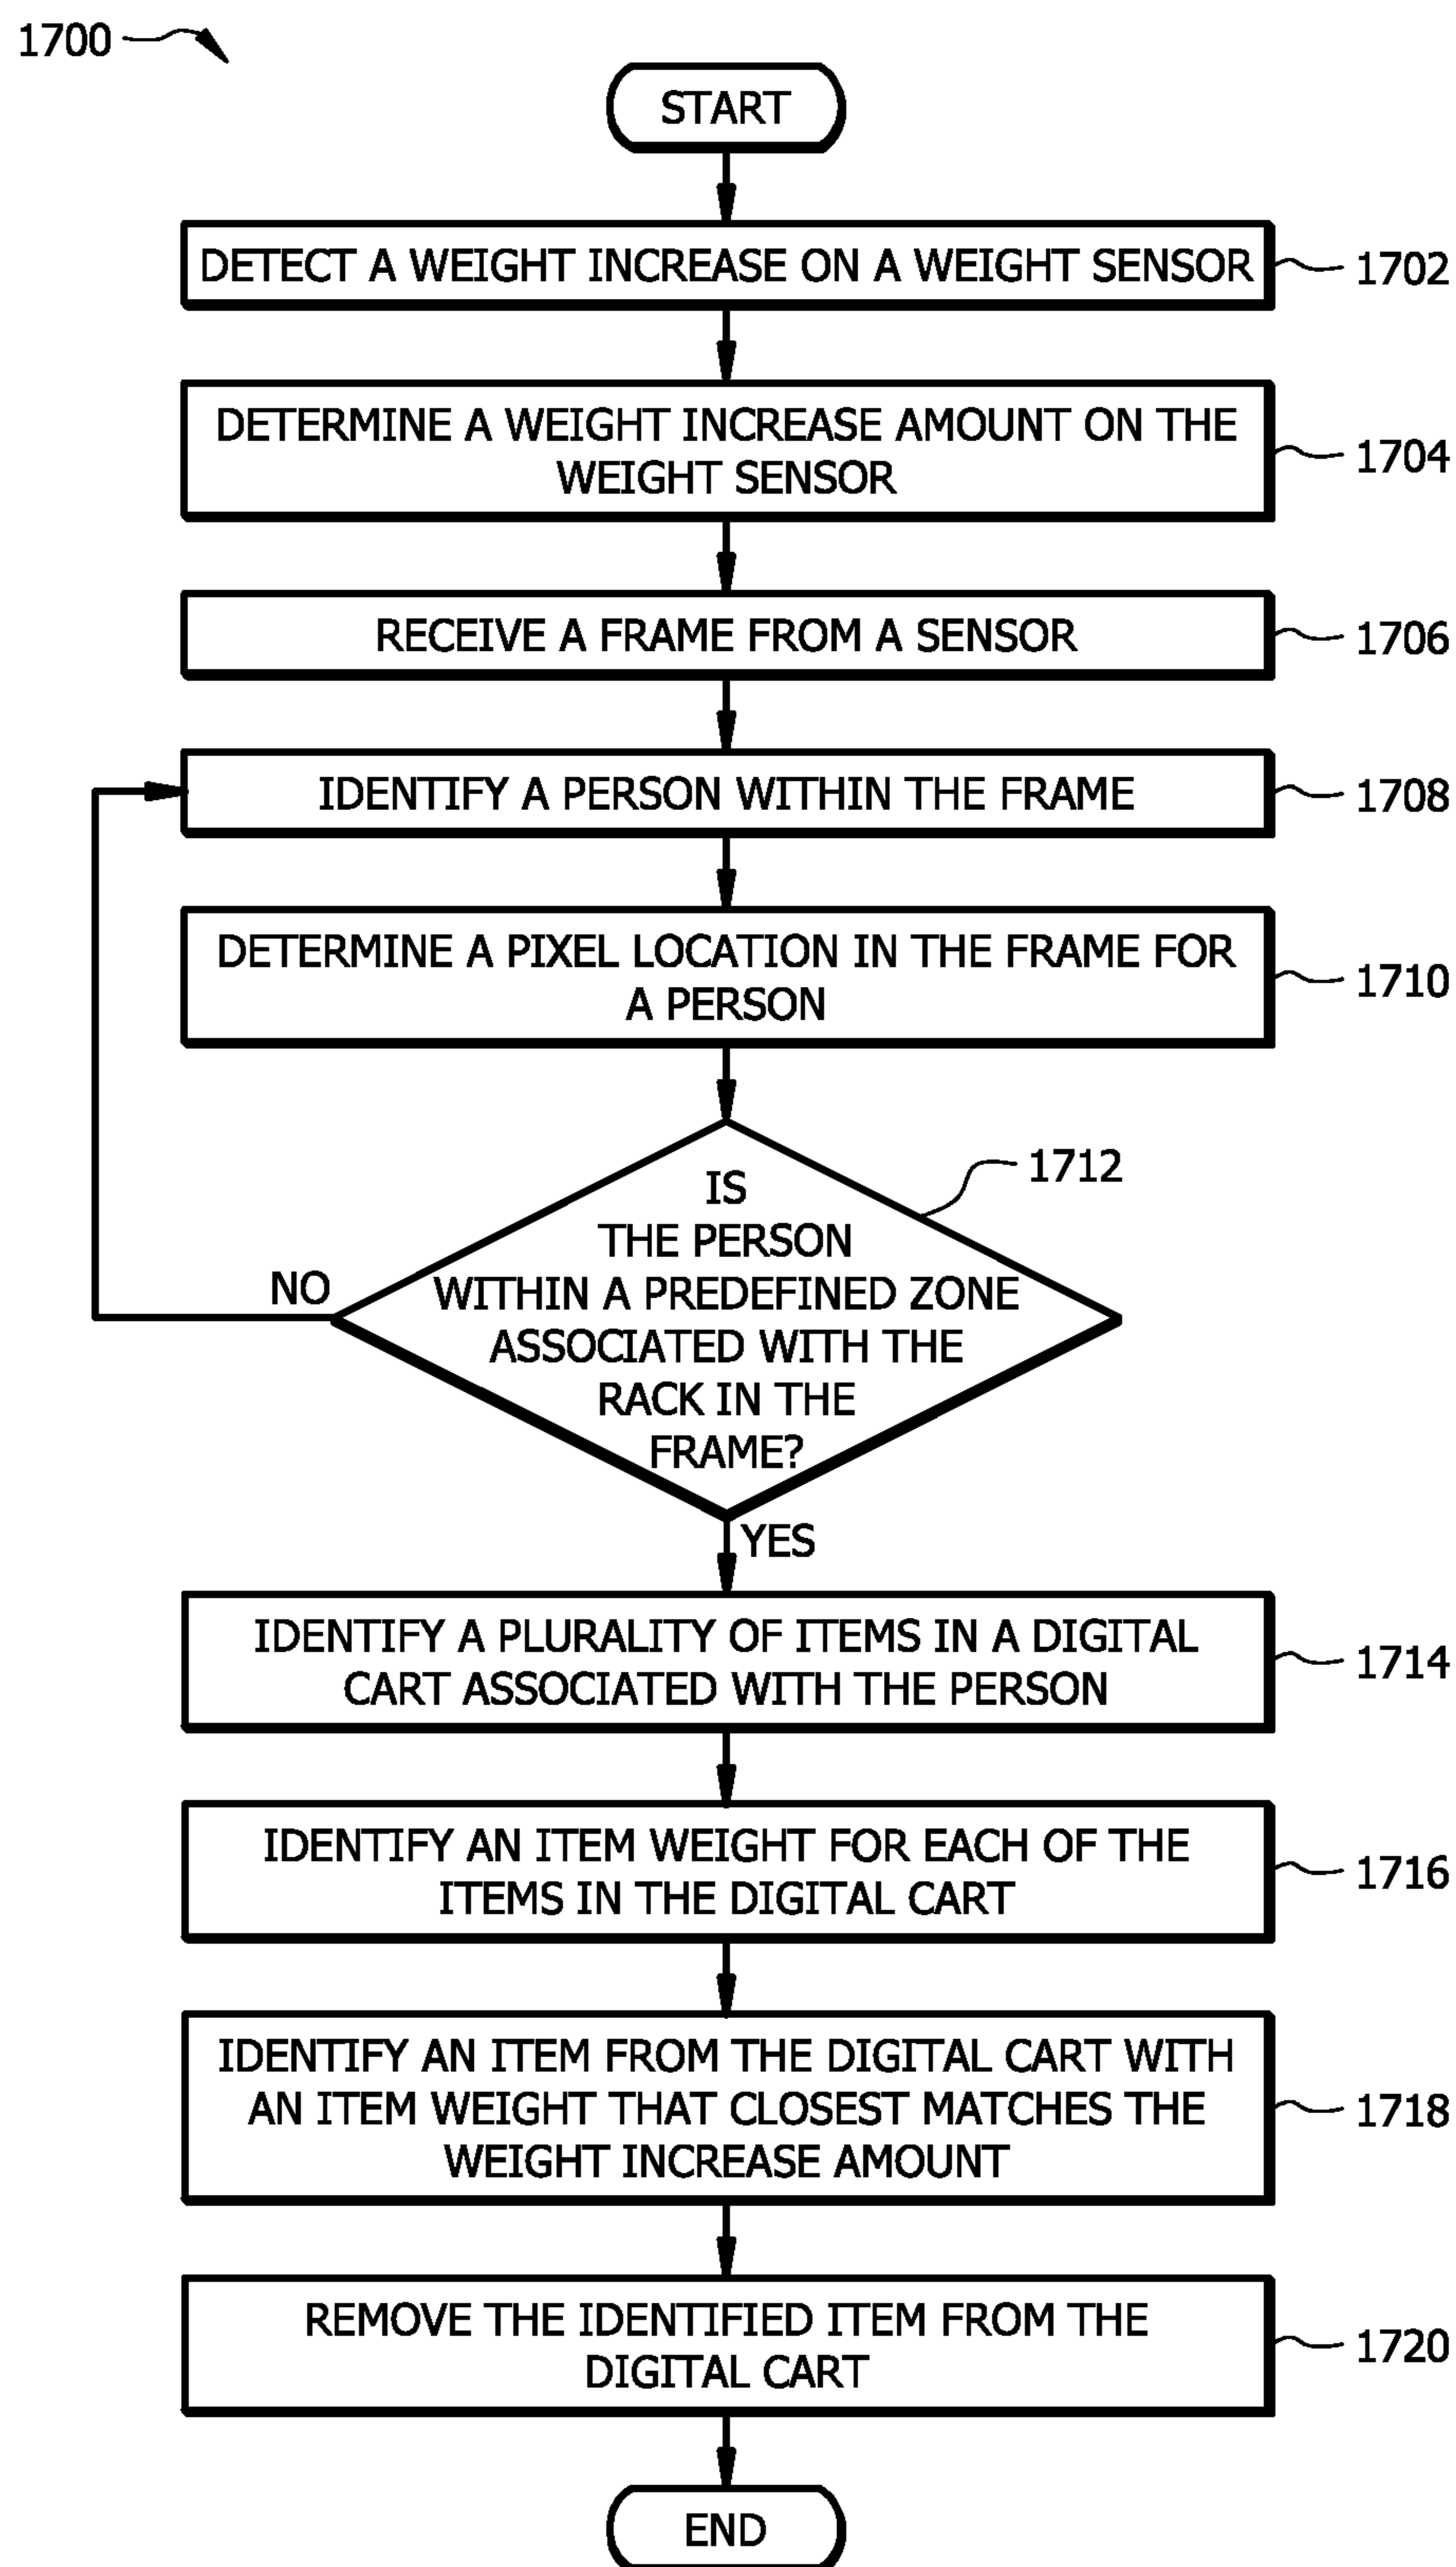 1700
START
DETECT A WEIGHT INCREASE ON A WEIGHT SENSOR
1702
DETERMINE A WEIGHT INCREASE AMOUNT ON THE
WEIGHT SENSOR
1704
RECEIVE A FRAME FROM A SENSOR
1706
IDENTIFY A PERSON WITHIN THE FRAME
1708
DETERMINE A PIXEL LOCATION IN THE FRAME FOR
A PERSON
1710
IS
THE PERSON
WITHIN A PREDEFINED ZONE
ASSOCIATED WITH THE
RACK IN THE
FRAME?
1712
NO
YES
IDENTIFY A PLURALITY OF ITEMS IN A DIGITAL
CART ASSOCIATED WITH THE PERSON
1714
IDENTIFY AN ITEM WEIGHT FOR EACH OF THE
ITEMS IN THE DIGITAL CART
1716
IDENTIFY AN ITEM FROM THE DIGITAL CART WITH
AN ITEM WEIGHT THAT CLOSEST MATCHES THE
WEIGHT INCREASE AMOUNT
1718
REMOVE THE IDENTIFIED ITEM FROM THE
DIGITAL CART
1720
END